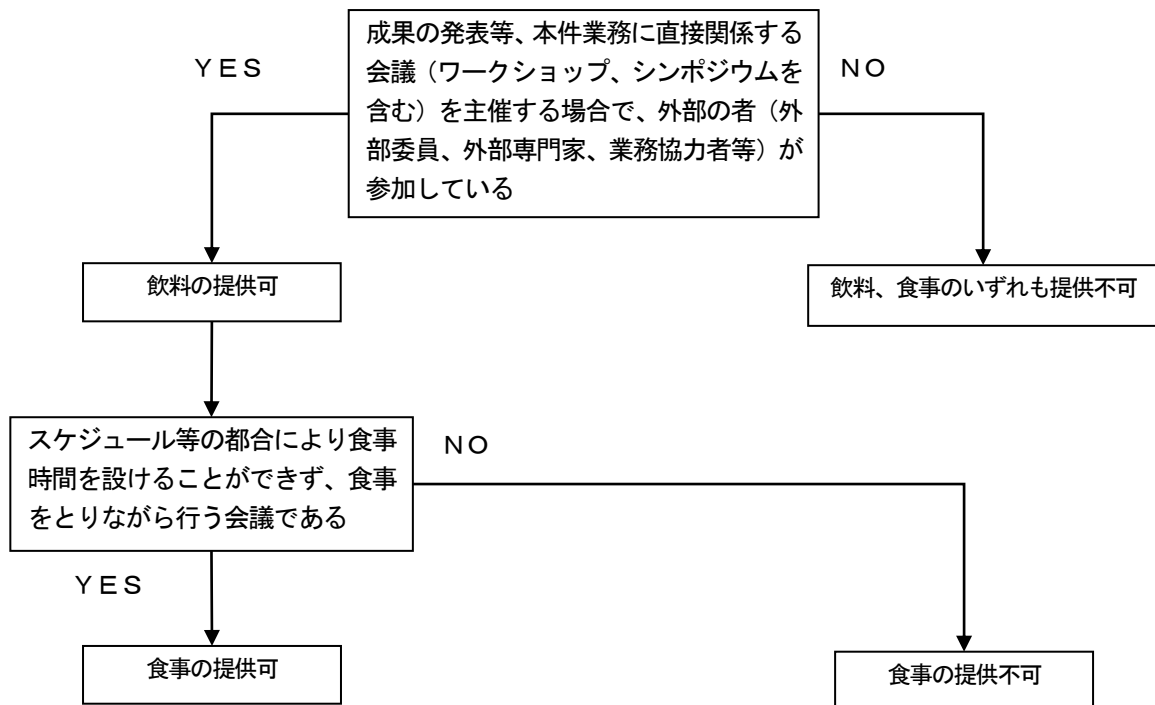 成果の発表等、本件業務に直接関係する
会議（ワークショップ、シンポジウムを
含む）を主催する場合で、外部の者（外
部委員、外部専門家、業務協力者等）が
参加している
ＹＥＳ
ＮＯ
飲料の提供可
飲料、食事のいずれも提供不可
スケジュール等の都合により食事
時間を設けることができず、食事
をとりながら行う会議である
ＮＯ
ＹＥＳ
食事の提供可
食事の提供不可